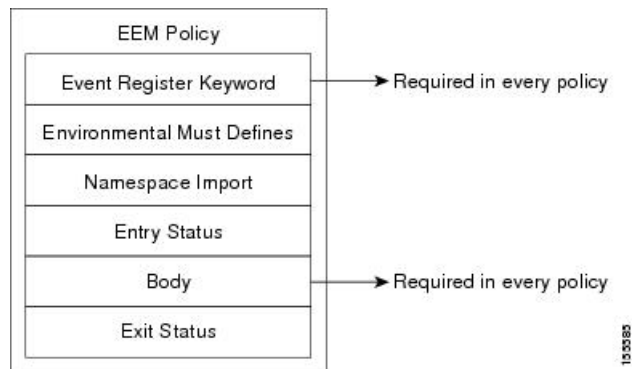 EEM Policy
Event Register Keyword
Required in every policy
Environmental Must Defines
Namespace Import
Entry Status
Body
Required in every policy
Exit Status
155585